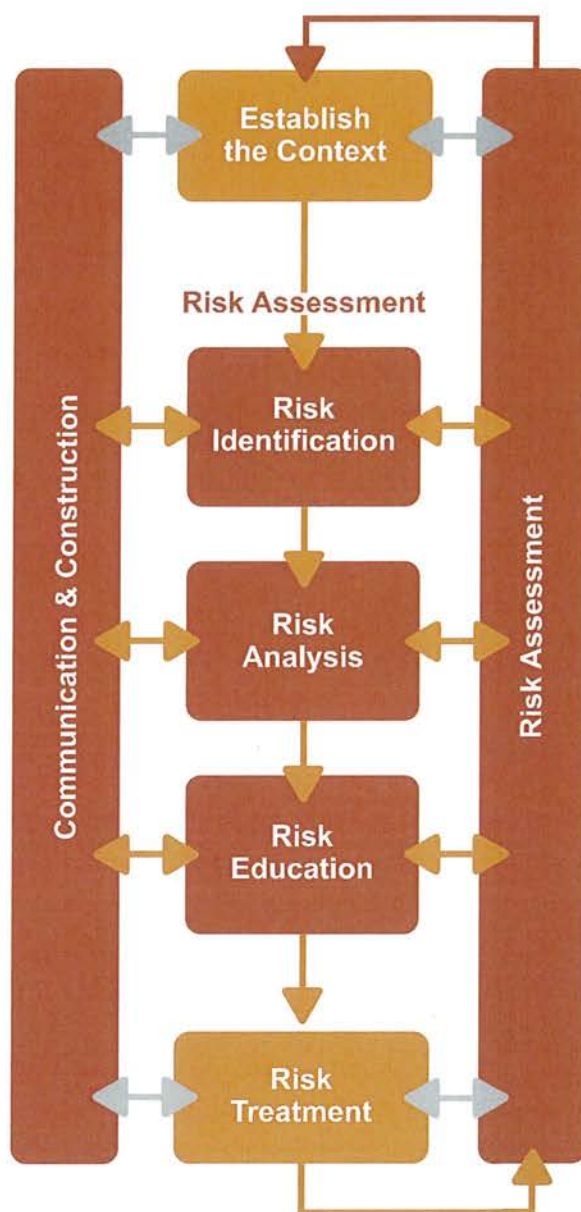 Establish
the Context
Risk Assessment
Risk
Identification
Risk
Analysis
Risk
Education
Risk
Treatment
Communication & Construction
Risk Assessment